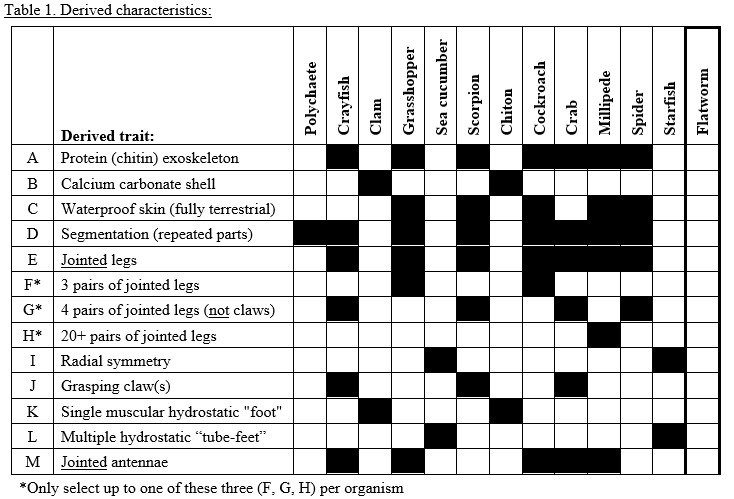 Table 1. Derived characteristics:
Derived trait: Polychaete Crayfish Clam Grasshopper Sea cucumber Scorpion Chiton Cockroach Crab Millipede Spider Starfish Flatworm
A Protein (chitin) exoskeleton
B Calcium carbonate shell
C Waterproof skin (fully terrestrial)
D Segmentation (repeated parts)
E Jointed legs
F* 3 pairs of jointed legs
G* 4 pairs of jointed legs (not claws)
H* 20+ pairs of jointed legs
I Radial symmetry
J Grasping claw(s)
K Single muscular hydrostatic "foot"
L Multiple hydrostatic “tube-feet”
M Jointed antennae
*Only select up to one of these three (F, G, H) per organism